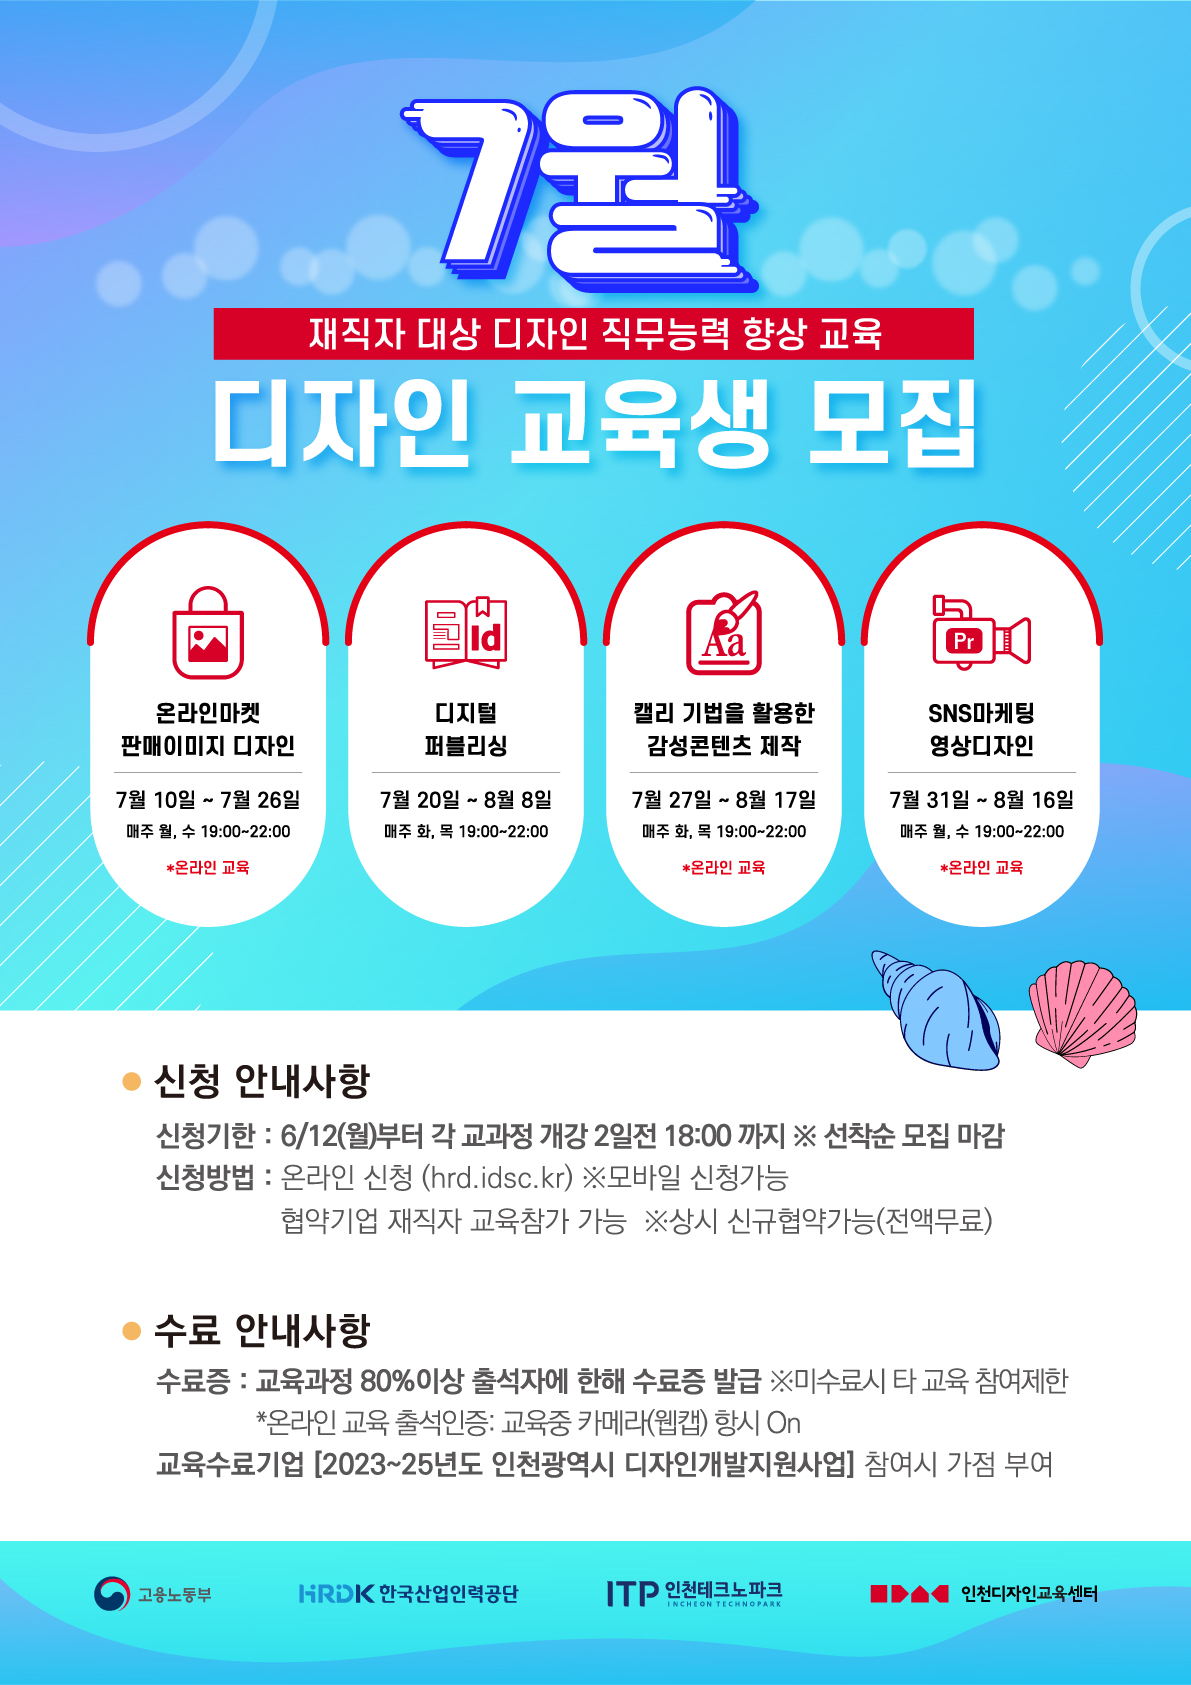 7월
재직자 대상 디자인 직무능력 향상 교육
디자인 교육생 모집
온라인마켓
판매이미지 디자인
7월 10일 ~ 7월 26일
매주 월, 수 19:00~22:00
*온라인 교육
Id
디지털
퍼블리싱
7월 20일 ~ 8월 8일
매주 화, 목 19:00~22:00
Aa
캘리 기법을 활용한
감성콘텐츠 제작
7월 27일 ~ 8월 17일
매주 화, 목 19:00~22:00
*온라인 교육
Pr
SNS마케팅
영상디자인
7월 31일 ~ 8월 16일
매주 월, 수 19:00~22:00
*온라인 교육
신청 안내사항
신청기한 : 6/12(월)부터 각 교과정 개강 2일전 18:00 까지 ※ 선착순 모집 마감
신청방법 : 온라인 신청 (hrd.idsc.kr) ※모바일 신청가능
협약기업 재직자 교육참가 가능 ※상시 신규협약가능(전액무료)
수료 안내사항
수료증 : 교육과정 80%이상 출석자에 한해 수료증 발급 ※미수료시 타 교육 참여제한
*온라인 교육 출석인증: 교육중 카메라(웹캡) 항시 On
교육수료기업 [2023~25년도 인천광역시 디자인개발지원사업] 참여시 가점 부여
고용노동부
HRDK 한국산업인력공단
ITP 인천테크노파크
INCHEON TECHNOPARK
인천디자인교육센터